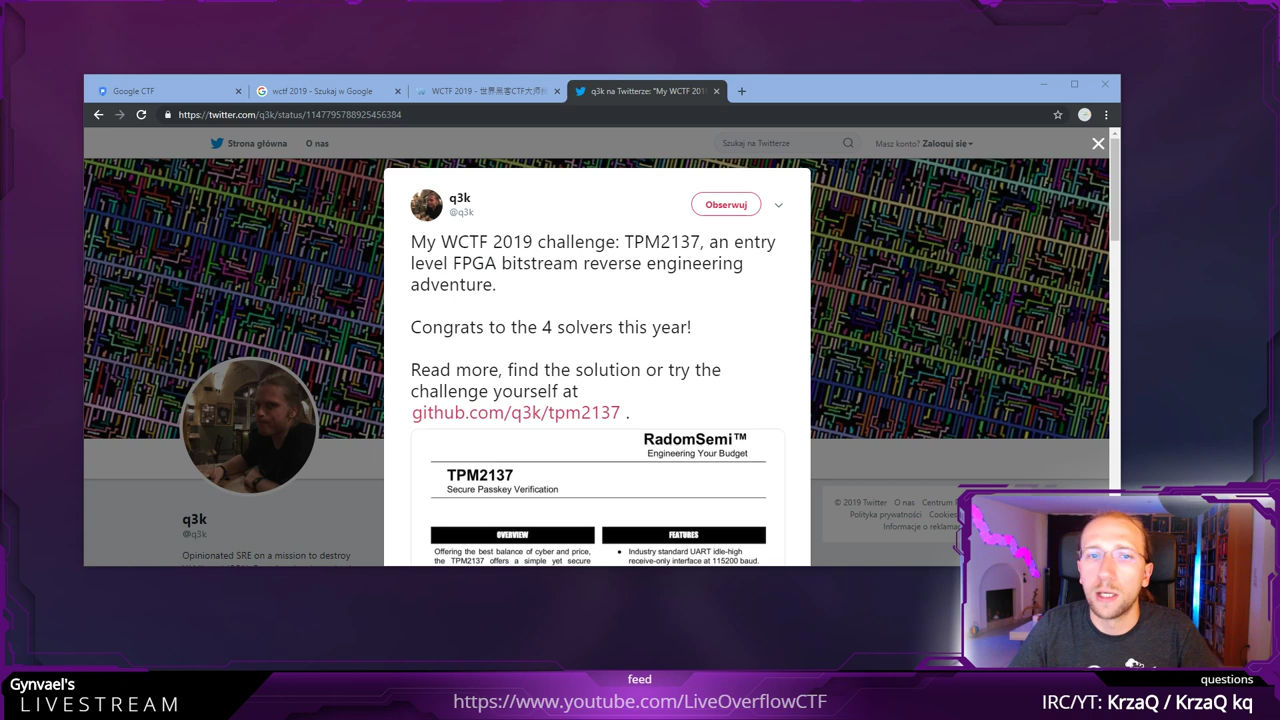 Google CTF
wctf 2019 - Szukaj w Google
WCTF 2019 - 世界黑客CTF大师
q3k na Twitterze: "My WCTF 201
https://twitter.com/q3k/status/1147795788925456384
Strona główna
O nas
Szukaj na Twitterze
Masz konto? Zaloguj się
q3k
@q3k
Obserwuj
My WCTF 2019 challenge: TPM2137, an entry
level FPGA bitstream reverse engineering
adventure.
Congrats to the 4 solvers this year!
Read more, find the solution or try the
challenge yourself at
github.com/q3k/tpm2137 .
RadomSemi™
Engineering Your Budget
TPM2137
Secure Passkey Verification
OVERVIEW
FEATURES
Offering the best balance of cyber and price,
the TPM2137 offers a simple yet secure
● Industry standard UART idle-high
receive-only interface at 115200 baud.
q3k
@q3k
Opinionated SRE on a mission to destroy
© 2019 Twitter O nas Centrum
Polityka prywatności Cookies
Informacje o reklama
Gynvael's
LIVESTREAM
feed
https://www.youtube.com/LiveOverflowCTF
questions
IRC/YT: KrzaQ / KrzaQ kq